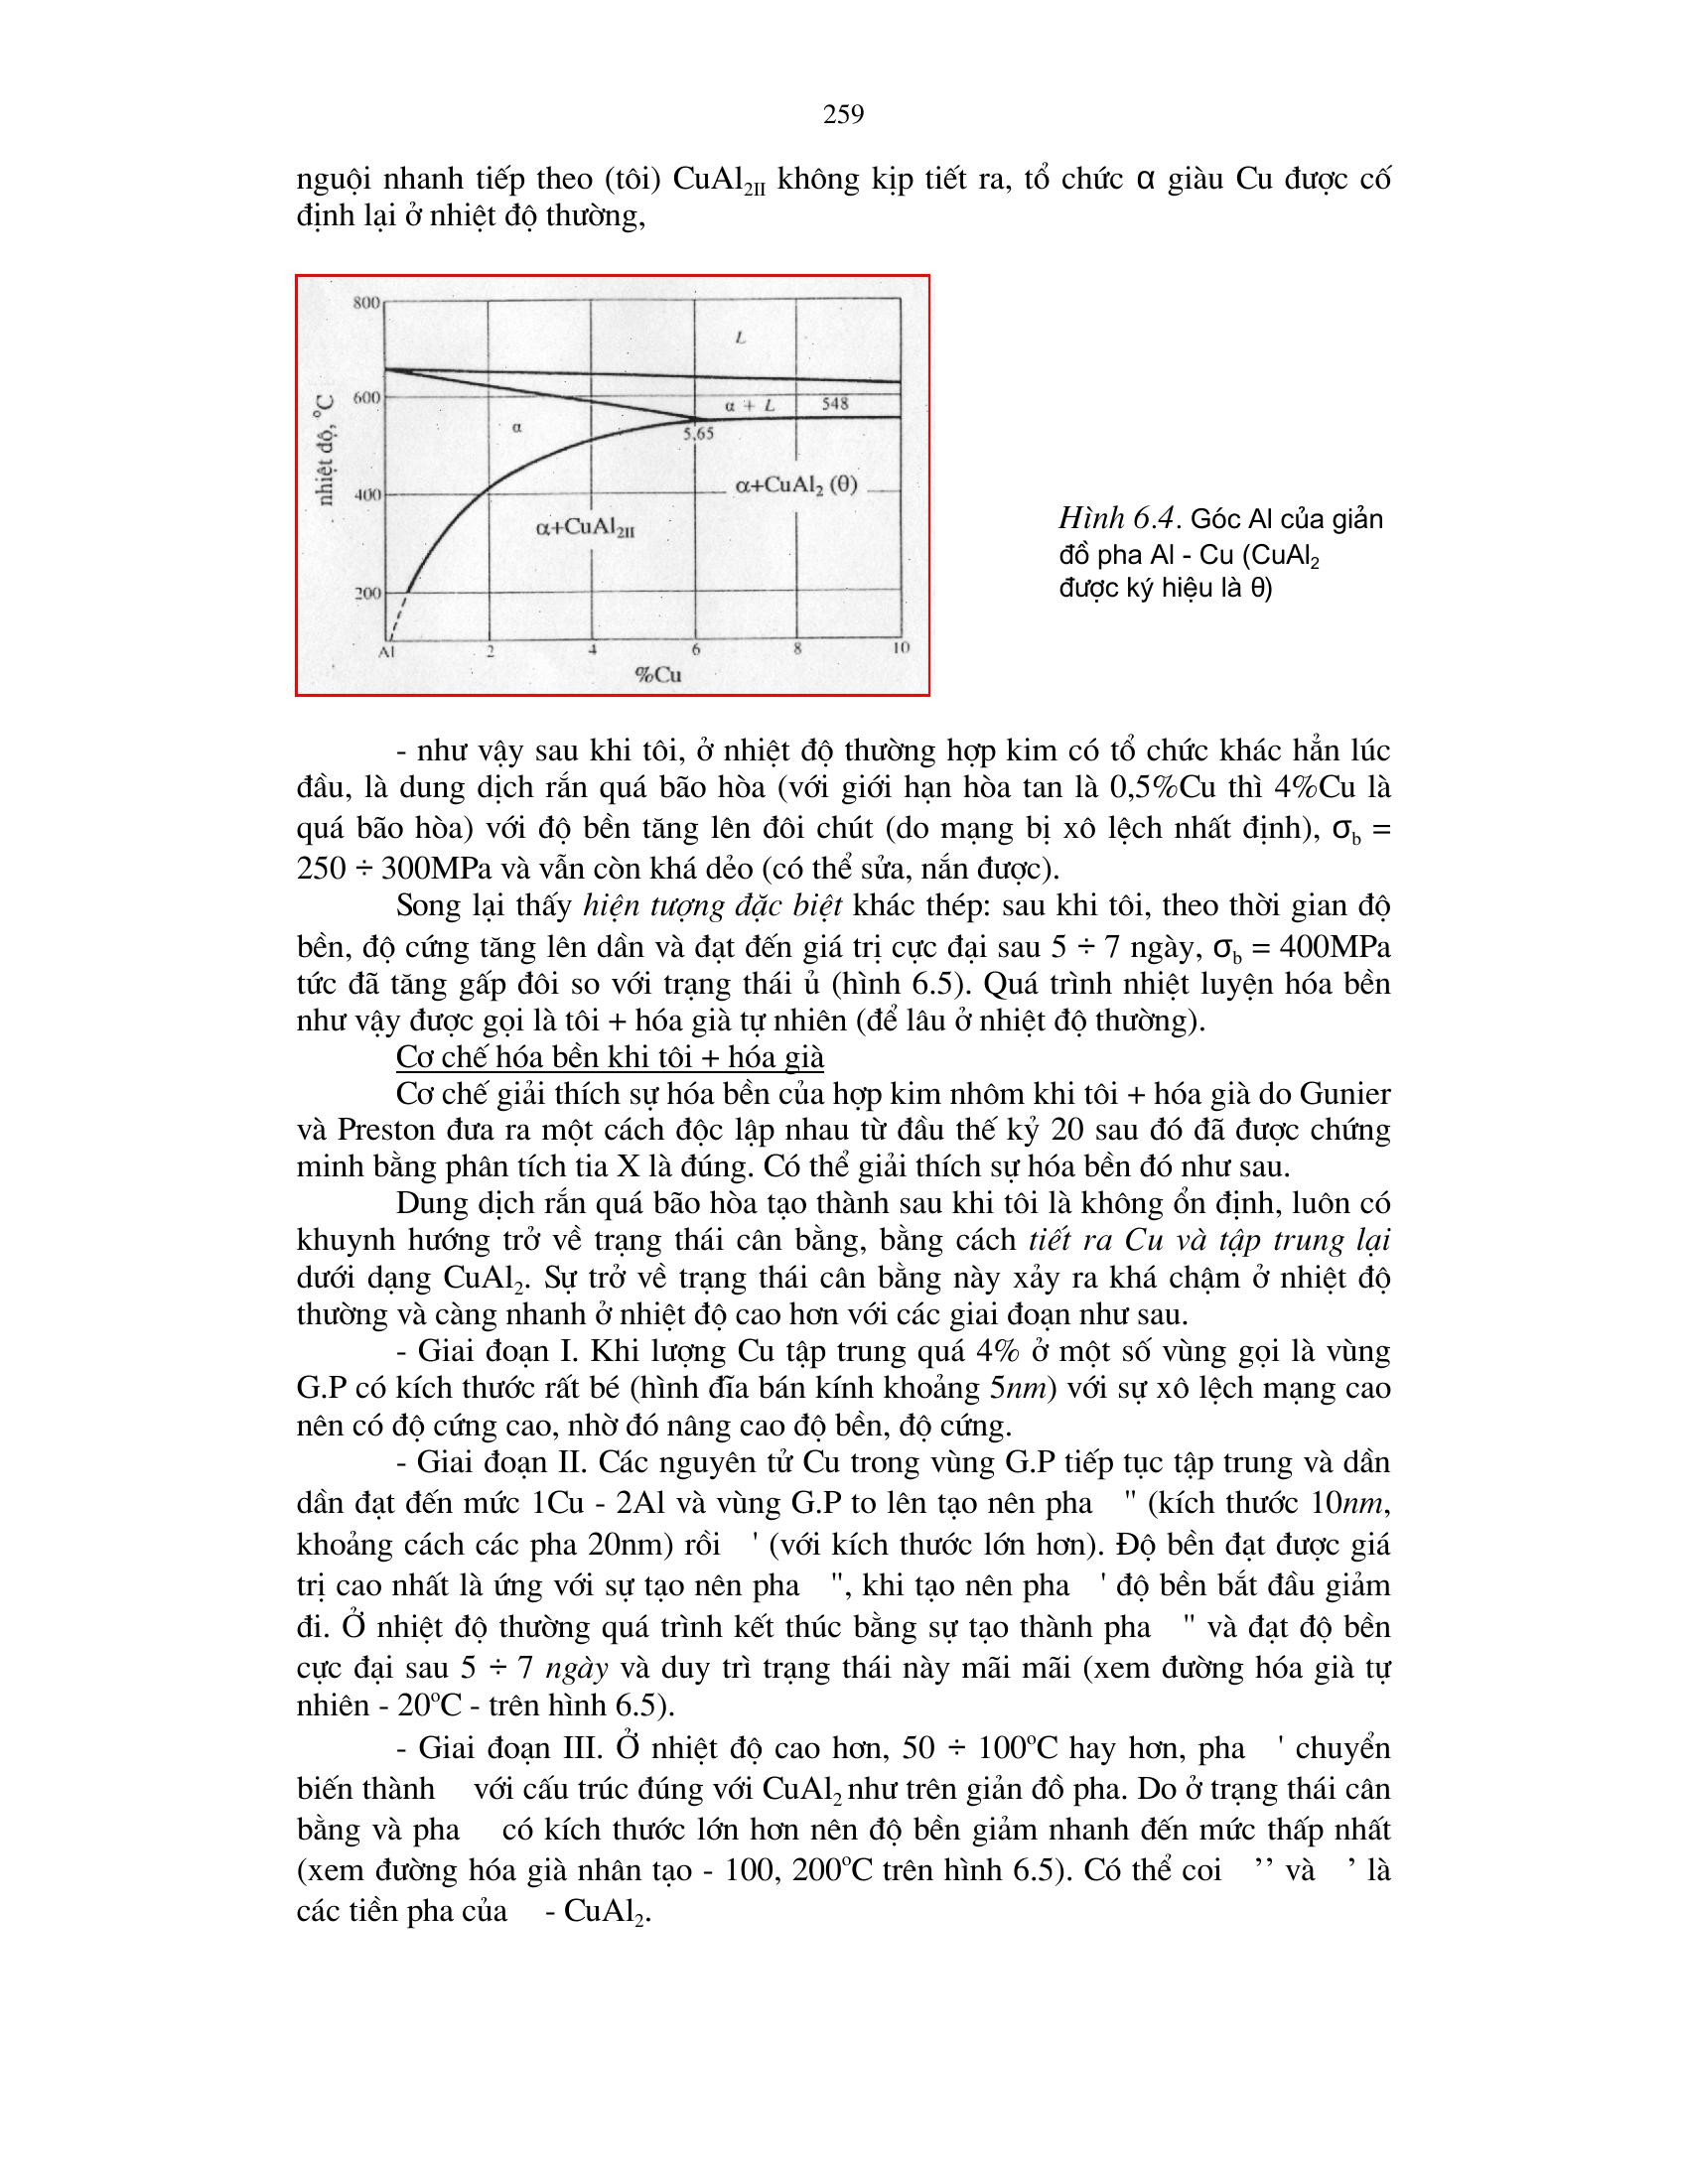 259
nguội nhanh tiếp theo (tôi) CuAl2II không kịp tiết ra, tổ chức α giàu Cu được cố
định lại ở nhiệt độ thường,
800
L
600
α + L
548
α
5,65
nhiệt độ, °C
400
α+CuAl2 (θ)
α+CuAl2II
200
Al
2
4
6
8
10
%Cu
Hình 6.4. Góc Al của giản
đồ pha Al - Cu (CuAl2
được ký hiệu là θ)
- như vậy sau khi tôi, ở nhiệt độ thường hợp kim có tổ chức khác hẳn lúc
đầu, là dung dịch rắn quá bão hòa (với giới hạn hòa tan là 0,5%Cu thì 4%Cu là
quá bão hòa) với độ bền tăng lên đôi chút (do mạng bị xô lệch nhất định), σb =
250 ÷ 300MPa và vẫn còn khá dẻo (có thể sửa, nắn được).
Song lại thấy hiện tượng đặc biệt khác thép: sau khi tôi, theo thời gian độ
bền, độ cứng tăng lên dần và đạt đến giá trị cực đại sau 5 ÷ 7 ngày, σb = 400MPa
tức đã tăng gấp đôi so với trạng thái ủ (hình 6.5). Quá trình nhiệt luyện hóa bền
như vậy được gọi là tôi + hóa già tự nhiên (để lâu ở nhiệt độ thường).
Cơ chế hóa bền khi tôi + hóa già
Cơ chế giải thích sự hóa bền của hợp kim nhôm khi tôi + hóa già do Gunier
và Preston đưa ra một cách độc lập nhau từ đầu thế kỷ 20 sau đó đã được chứng
minh bằng phân tích tia X là đúng. Có thể giải thích sự hóa bền đó như sau.
Dung dịch rắn quá bão hòa tạo thành sau khi tôi là không ổn định, luôn có
khuynh hướng trở về trạng thái cân bằng, bằng cách tiết ra Cu và tập trung lại
dưới dạng CuAl2. Sự trở về trạng thái cân bằng này xảy ra khá chậm ở nhiệt độ
thường và càng nhanh ở nhiệt độ cao hơn với các giai đoạn như sau.
- Giai đoạn I. Khi lượng Cu tập trung quá 4% ở một số vùng gọi là vùng
G.P có kích thước rất bé (hình đĩa bán kính khoảng 5nm) với sự xô lệch mạng cao
nên có độ cứng cao, nhờ đó nâng cao độ bền, độ cứng.
- Giai đoạn II. Các nguyên tử Cu trong vùng G.P tiếp tục tập trung và dần
dần đạt đến mức 1Cu - 2Al và vùng G.P to lên tạo nên pha " (kích thước 10nm,
khoảng cách các pha 20nm) rồi ' (với kích thước lớn hơn). Độ bền đạt được giá
trị cao nhất là ứng với sự tạo nên pha ", khi tạo nên pha ' độ bền bắt đầu giảm
đi. Ở nhiệt độ thường quá trình kết thúc bằng sự tạo thành pha " và đạt độ bền
cực đại sau 5 ÷ 7 ngày và duy trì trạng thái này mãi mãi (xem đường hóa già tự
nhiên - 20°C - trên hình 6.5).
- Giai đoạn III. Ở nhiệt độ cao hơn, 50 ÷ 100°C hay hơn, pha ' chuyển
biến thành với cấu trúc đúng với CuAl2 như trên giản đồ pha. Do ở trạng thái cân
bằng và pha có kích thước lớn hơn nên độ bền giảm nhanh đến mức thấp nhất
(xem đường hóa già nhân tạo - 100, 200°C trên hình 6.5). Có thể coi ’’ và ’ là
các tiền pha của - CuAl2.